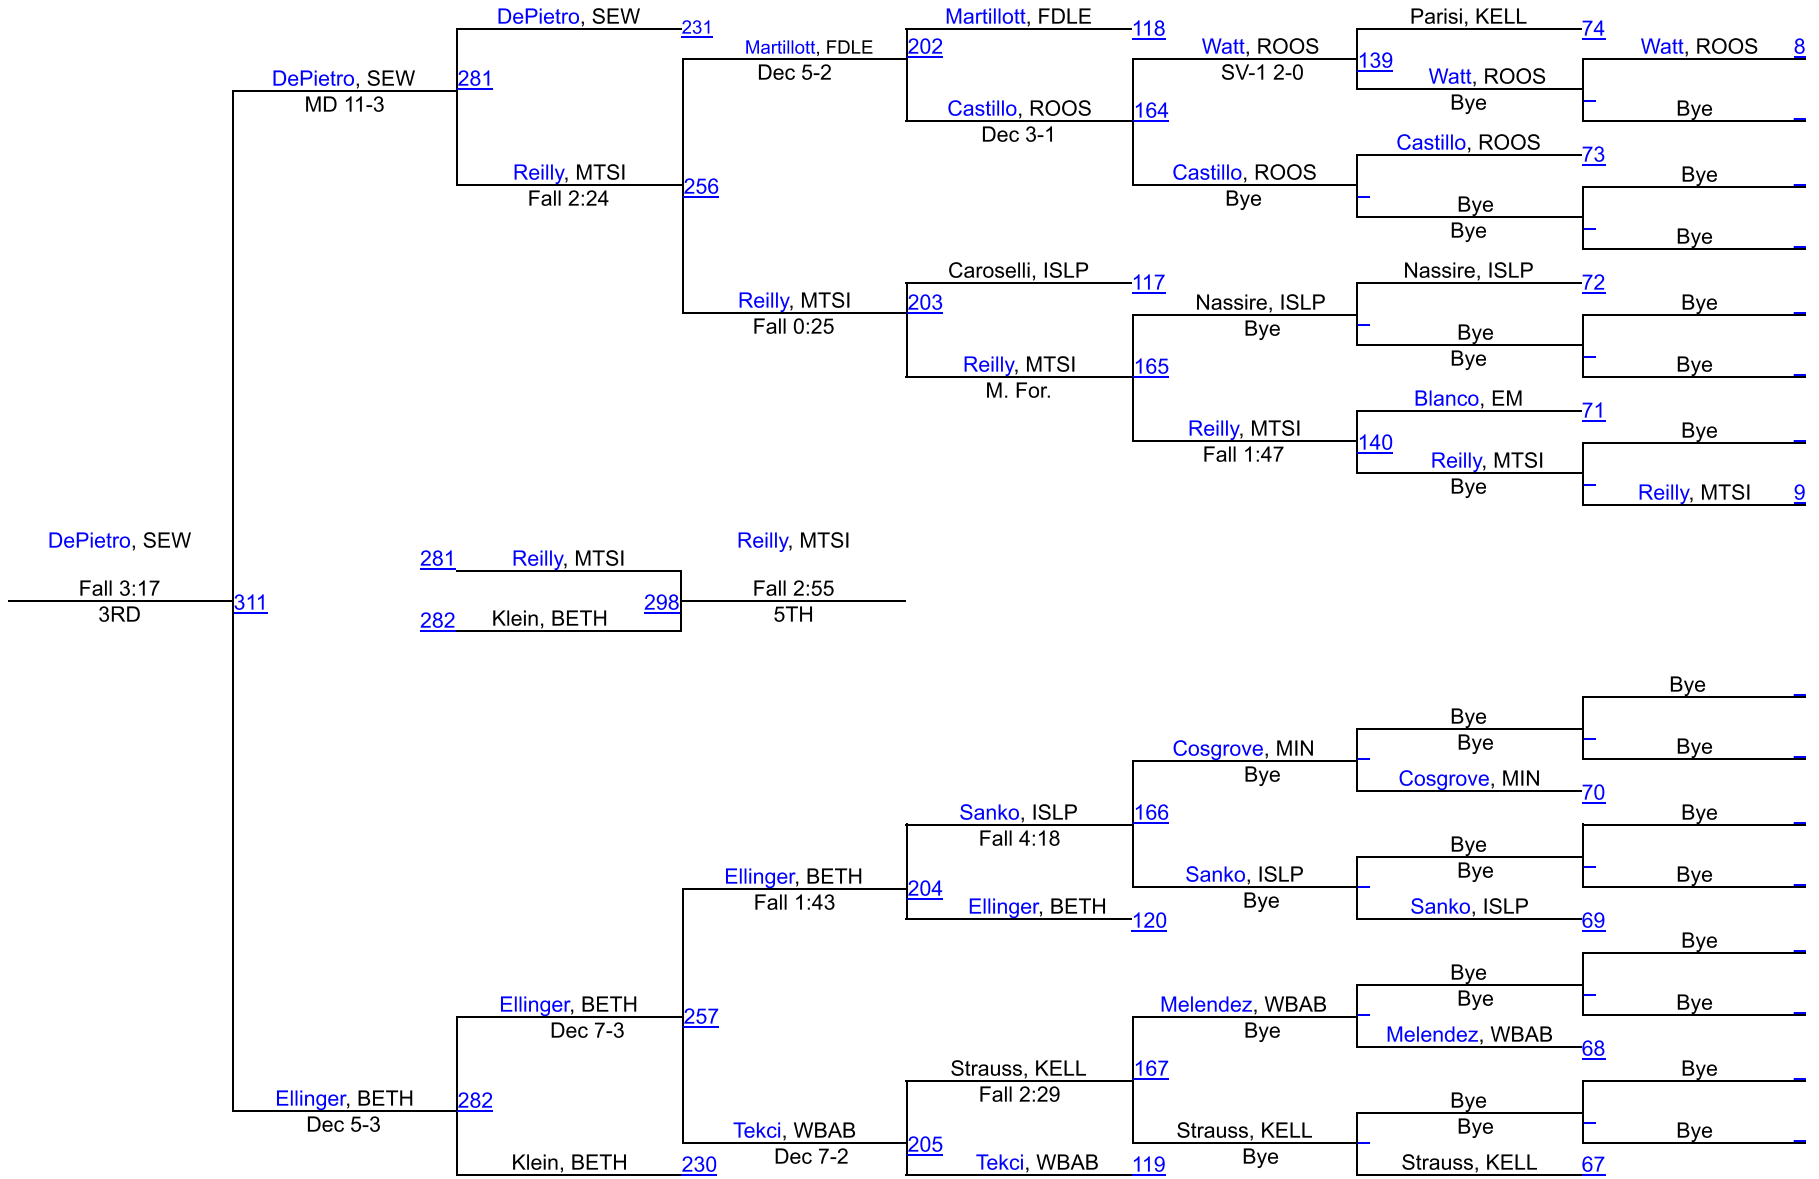 DePietro, SEW
231
Martillott, FDLE
118
Parisi, KELL
74
Martillott, FDLE
202
Watt, ROOS
Watt, ROOS
8
DePietro, SEW
281
Dec 5-2
SV-1 2-0
139
Watt, ROOS
MD 11-3
Castillo, ROOS
164
Bye
Bye
Dec 3-1
Castillo, ROOS
73
Reilly, MTSI
256
Castillo, ROOS
Bye
Fall 2:24
Bye
Bye
Bye
Bye
Caroselli, ISLP
117
Nassire, ISLP
72
Reilly, MTSI
203
Nassire, ISLP
Bye
Fall 0:25
Bye
Bye
Bye
Reilly, MTSI
165
Bye
M. For.
Blanco, EM
71
Reilly, MTSI
140
Bye
Fall 1:47
Reilly, MTSI
Bye
Reilly, MTSI
9
DePietro, SEW
Reilly, MTSI
281
Reilly, MTSI
Fall 3:17
311
298
Fall 2:55
3RD
282
Klein, BETH
5TH
Bye
Bye
Cosgrove, MIN
Bye
Bye
Bye
Cosgrove, MIN
70
Sanko, ISLP
166
Bye
Fall 4:18
Bye
Ellinger, BETH
204
Sanko, ISLP
Bye
Bye
Fall 1:43
Ellinger, BETH
120
Bye
Sanko, ISLP
69
Bye
Bye
Ellinger, BETH
257
Melendez, WBAB
Bye
Bye
Dec 7-3
Bye
Melendez, WBAB
68
Strauss, KELL
167
Bye
Fall 2:29
Ellinger, BETH
282
Bye
Dec 5-3
Tekci, WBAB
205
Strauss, KELL
Bye
Bye
Dec 7-2
Bye
Klein, BETH
230
Tekci, WBAB
119
Strauss, KELL
67